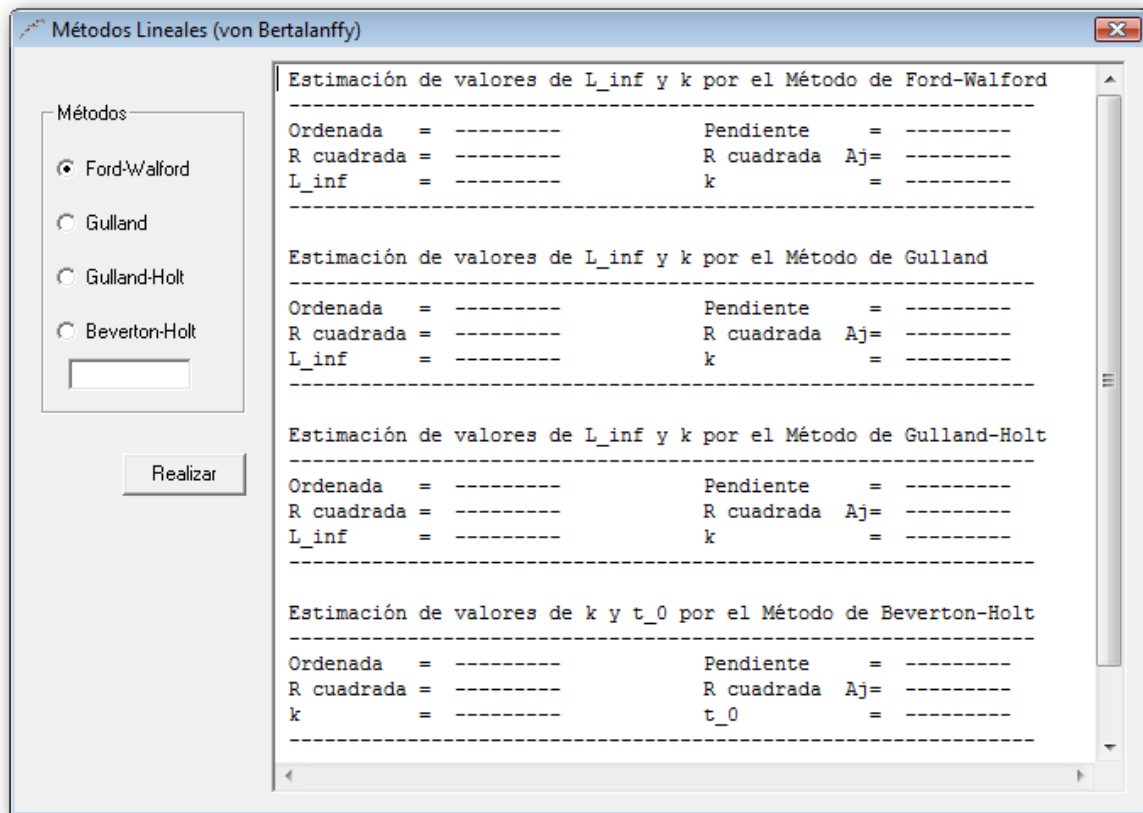 Métodos Lineales (von Bertalanffy)
Métodos
Ford-Walford
Gulland
Gulland-Holt
Beverton-Holt
Realizar
Estimación de valores de L_inf y k por el Método de Ford-Walford
---------------------------------------------------------------
Ordenada   =  ---------            Pendiente     =  ---------
R cuadrada =  ---------            R cuadrada  Aj=  ---------
L_inf      =  ---------            k             =  ---------
---------------------------------------------------------------
Estimación de valores de L_inf y k por el Método de Gulland
---------------------------------------------------------------
Ordenada   =  ---------            Pendiente     =  ---------
R cuadrada =  ---------            R cuadrada  Aj=  ---------
L_inf      =  ---------            k             =  ---------
---------------------------------------------------------------
Estimación de valores de L_inf y k por el Método de Gulland-Holt
---------------------------------------------------------------
Ordenada   =  ---------            Pendiente     =  ---------
R cuadrada =  ---------            R cuadrada  Aj=  ---------
L_inf      =  ---------            k             =  ---------
---------------------------------------------------------------
Estimación de valores de k y t_0 por el Método de Beverton-Holt
---------------------------------------------------------------
Ordenada   =  ---------            Pendiente     =  ---------
R cuadrada =  ---------            R cuadrada  Aj=  ---------
k          =  ---------            t_0           =  ---------
---------------------------------------------------------------